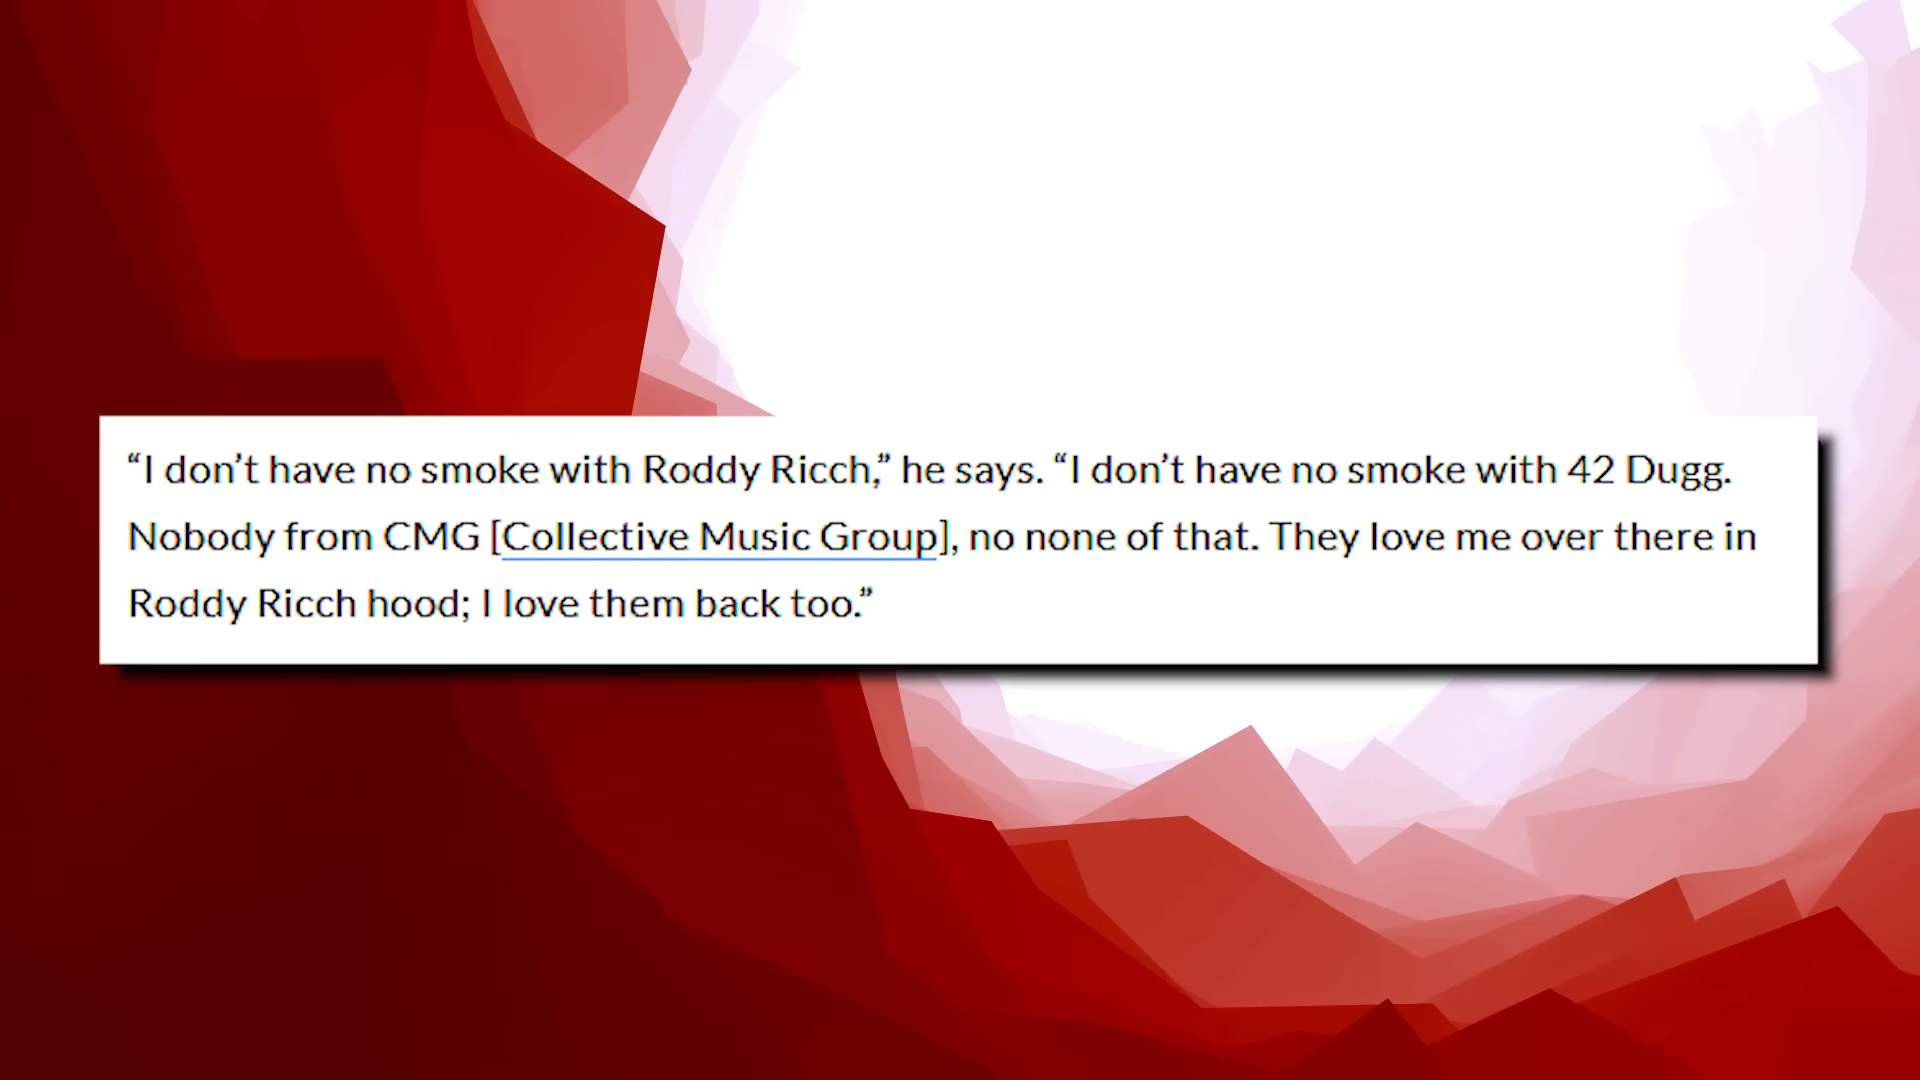 “I don’t have no smoke with Roddy Ricch,” he says. “I don’t have no smoke with 42 Dugg.
Nobody from CMG [Collective Music Group], no none of that. They love me over there in
Roddy Ricch hood; I love them back too.”